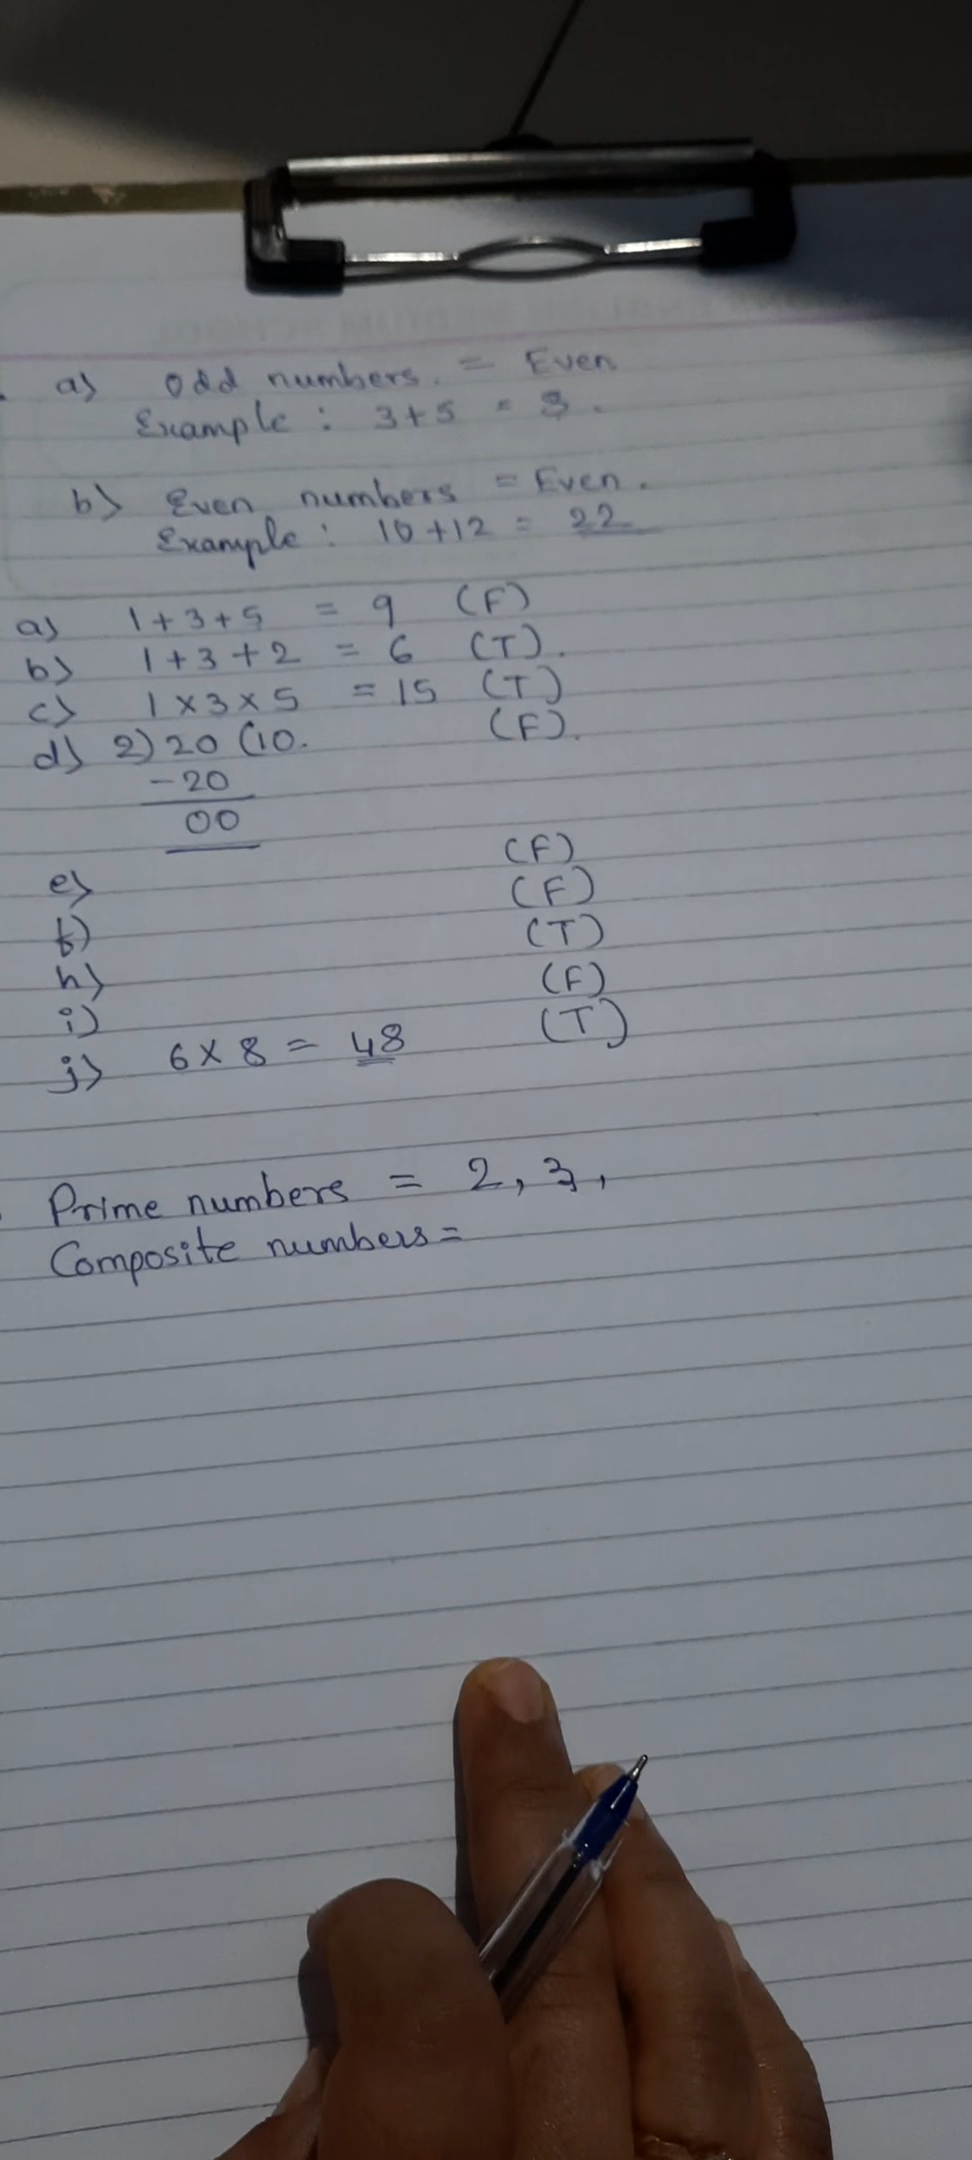 a) Odd numbers. = Even
Example : 3+5 = 8.
b) Even numbers = Even.
Example : 10+12 = 22
a) 1+3+5 = 9 (F)
b) 1+3+2 = 6 (T).
c) 1×3×5 = 15 (T)
d) 2)20(10. (F).
-20
00
e) (F)
f) (F)
h) (T)
i) (F)
j) 6×8 = 48 (T)
Prime numbers = 2, 3,
Composite numbers =